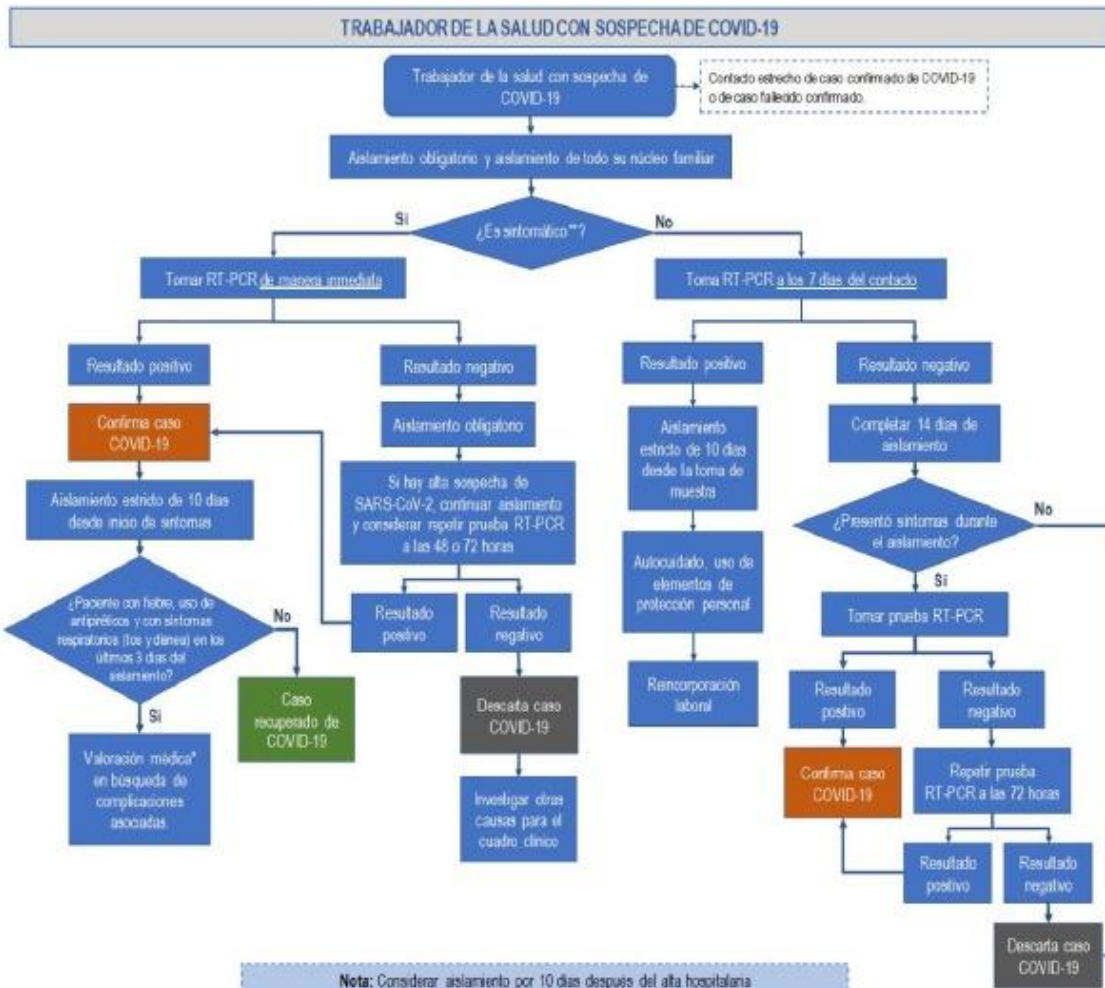 TRABAJADOR DE LA SALUD CON SOSPECHA DE COVID-19
Trabajador de la salud con sospecha de
COVID-19
Contacto estrecho de caso confirmado de COVID-19
o de caso fallecido confirmado.
Aislamiento obligatorio y aislamiento de todo su núcleo familiar
Si
¿Es sintomático**?
No
Tomar RT-PCR de manera inmediata
Toma RT-PCR a los 7 días del contacto
Resultado positivo
Resultado negativo
Resultado positivo
Resultado negativo
Confirma caso
COVID-19
Aislamiento obligatorio
Aislamiento
estricto de 10 días
desde la toma de
muestra
Completar 14 días de
aislamiento
Aislamiento estricto de 10 días
desde inicio de síntomas
Si hay alta sospecha de
SARS-CoV-2, continuar aislamiento
y considerar repetir prueba RT-PCR
a las 48 o 72 horas
¿Presentó síntomas durante
el aislamiento?
No
Si
¿Paciente con fiebre, uso de
antipiréticos y con síntomas
respiratorios (tos y disnea) en los
últimos 3 días del
aislamiento?
No
Si
Resultado
positivo
Resultado
negativo
Autocuidado, uso de
elementos de
protección personal
Tomar prueba RT-PCR
Caso
recuperado de
COVID-19
Descarta caso
COVID-19
Reincorporación
laboral
Resultado
positivo
Resultado
negativo
Valoración médica*
en búsqueda de
complicaciones
asociadas.
Investigar otras
causas para el
cuadro clínico
Confirma caso
COVID-19
Repetir prueba
RT-PCR a las 72 horas
Resultado
positivo
Resultado
negativo
Descarta caso
COVID-19
Nota: Considerar aislamiento por 10 días después del alta hospitalaria